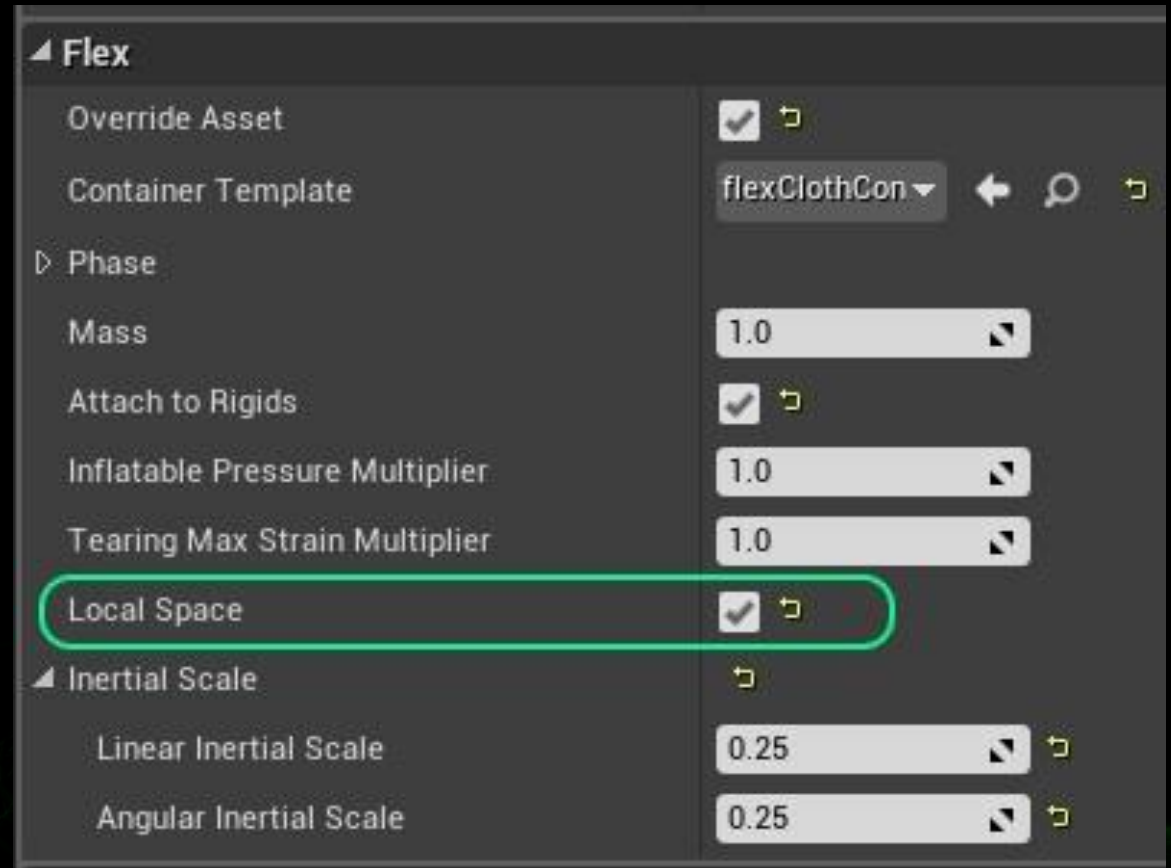 Flex
Override Asset
Container Template flexClothCon
Phase
Mass 1.0
Attach to Rigids
Inflatable Pressure Multiplier 1.0
Tearing Max Strain Multiplier 1.0
Local Space
Inertial Scale
Linear Inertial Scale 0.25
Angular Inertial Scale 0.25